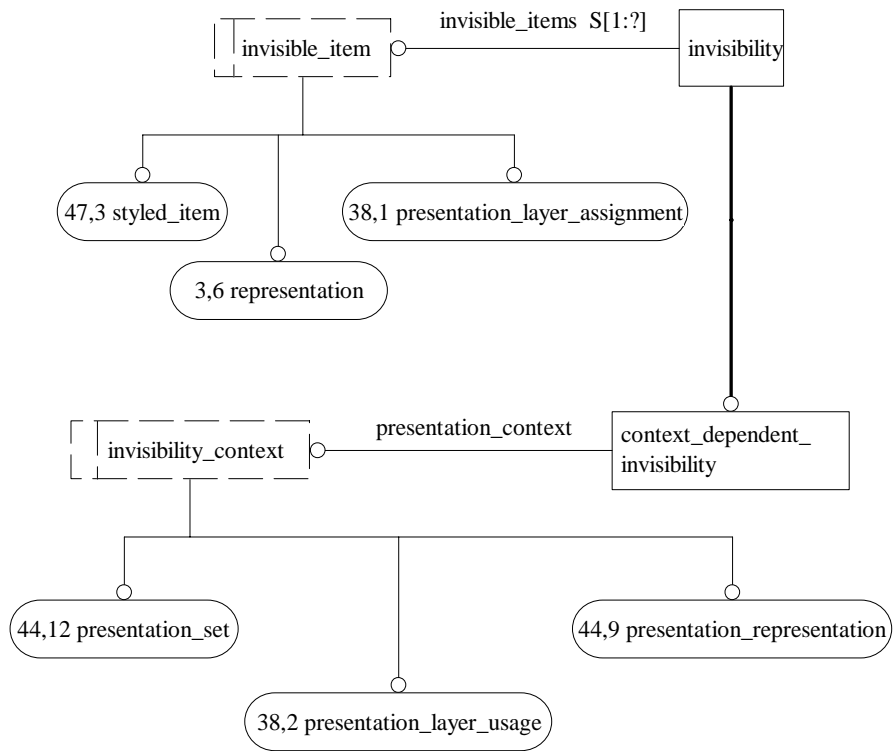 invisible_items S[1:?]
invisible_item
invisibility
47,3 styled_item
38,1 presentation_layer_assignment
3,6 representation
presentation_context
invisibility_context
context_dependent_
invisibility
44,12 presentation_set
44,9 presentation_representation
38,2 presentation_layer_usage